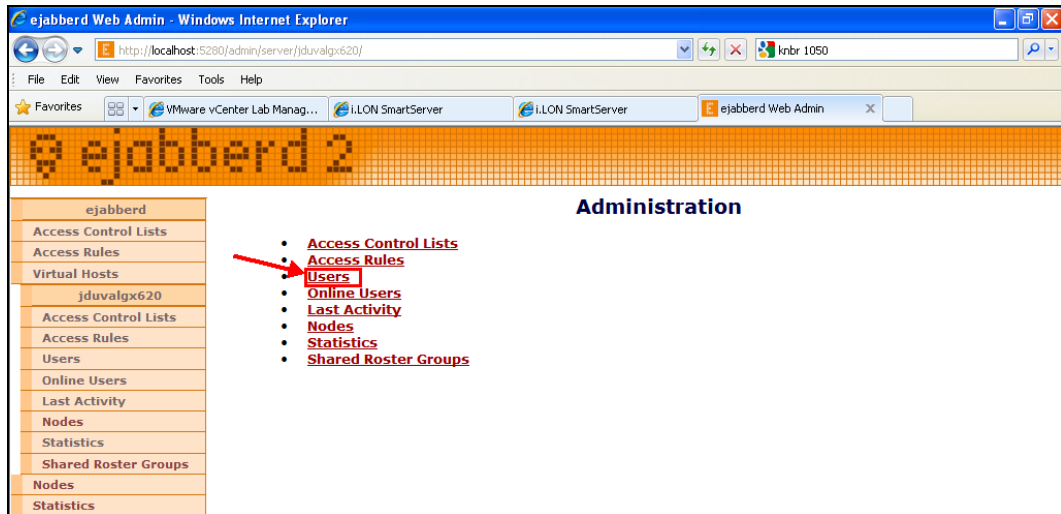 ejabberd Web Admin - Windows Internet Explorer
http://localhost:5280/admin/server/jduvalgx620/
knbr 1050
File Edit View Favorites Tools Help
Favorites
VMware vCenter Lab Manag...
i.LON SmartServer
i.LON SmartServer
E ejabberd Web Admin
ejabberd 2
ejabberd
Access Control Lists
Access Rules
Virtual Hosts
jduvalgx620
Access Control Lists
Access Rules
Users
Online Users
Last Activity
Nodes
Statistics
Shared Roster Groups
Nodes
Statistics
Administration
Access Control Lists
Access Rules
Users
Online Users
Last Activity
Nodes
Statistics
Shared Roster Groups